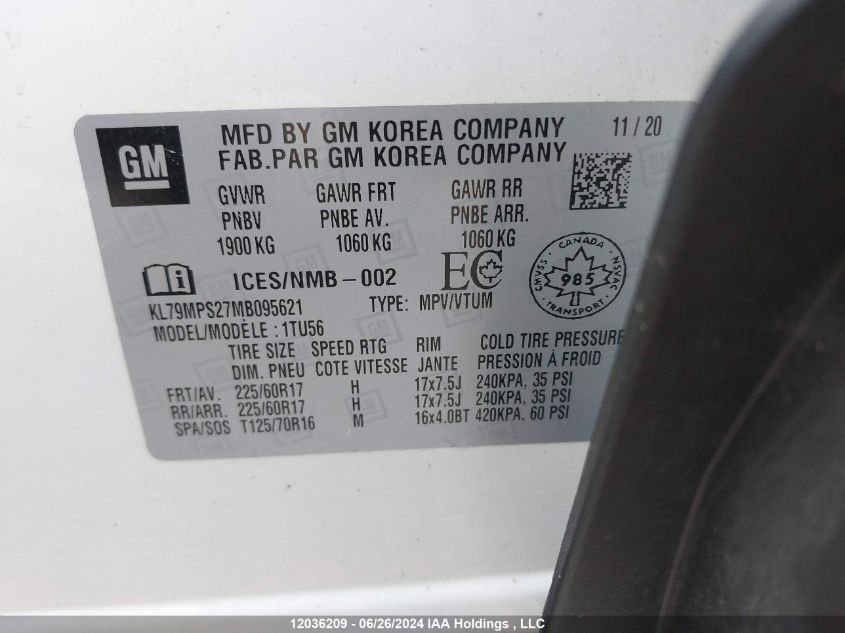 GM
MFD BY GM KOREA COMPANY 11 / 20
FAB.PAR GM KOREA COMPANY
GVWR GAWR FRT GAWR RR
PNBV PNBE AV. PNBE ARR.
1900 KG 1060 KG 1060 KG
i ICES/NMB-002 EC
CANADA CMVSS 985 NSVAC TRANSPORT
KL79MPS27MB095621 TYPE: MPV/VTUM
MODEL/MODÈLE : 1TU56
TIRE SIZE SPEED RTG RIM COLD TIRE PRESSURE
DIM. PNEU COTE VITESSE JANTE PRESSION À FROID
FRT/AV. 225/60R17 H 17x7.5J 240KPA, 35 PSI
RR/ARR. 225/60R17 H 17x7.5J 240KPA, 35 PSI
SPA/SOS T125/70R16 M 16x4.0BT 420KPA, 60 PSI
12036209 - 06/26/2024 IAA Holdings , LLC